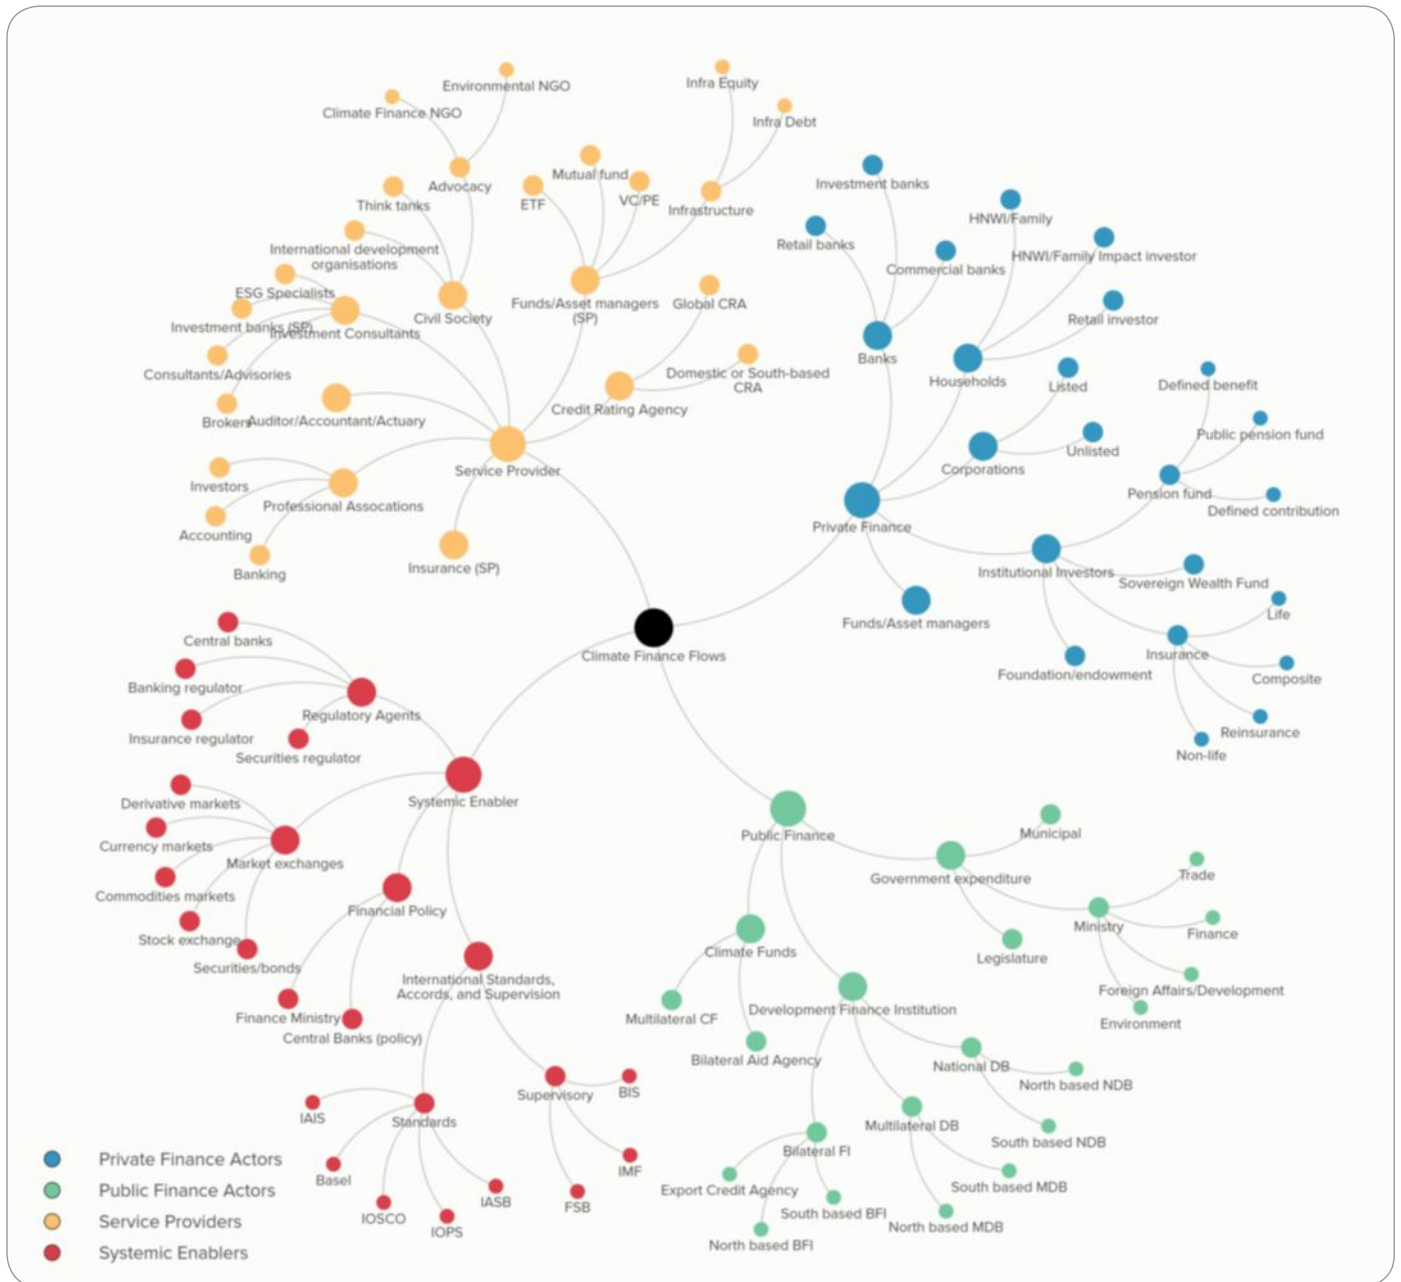 Environmental NGO
Climate Finance NGO
Advocacy
Think tanks
International development
organisations
ESG Specialists
Investment banks (SP)
Investment Consultants
Consultants/Advisories
Brokers
Auditor/Accountant/Actuary
Civil Society
ETF
Mutual fund
VC/PE
Infra Equity
Infra Debt
Infrastructure
Funds/Asset managers
(SP)
Global CRA
Domestic or South-based
CRA
Credit Rating Agency
Service Provider
Investors
Professional Assocations
Accounting
Banking
Insurance (SP)
Investment banks
Retail banks
Commercial banks
Banks
HNWI/Family
HNWI/Family Impact investor
Retail investor
Households
Listed
Unlisted
Corporations
Private Finance
Defined benefit
Public pension fund
Pension fund
Defined contribution
Institutional Investors
Sovereign Wealth Fund
Funds/Asset managers
Life
Insurance
Foundation/endowment
Composite
Reinsurance
Non-life
Climate Finance Flows
Central banks
Banking regulator
Insurance regulator
Securities regulator
Regulatory Agents
Systemic Enabler
Derivative markets
Currency markets
Commodities markets
Stock exchange
Securities/bonds
Market exchanges
Financial Policy
Finance Ministry
Central Banks (policy)
International Standards,
Accords, and Supervision
Supervisory
BIS
IMF
FSB
Standards
IAIS
Basel
IOSCO
IOPS
IASB
Public Finance
Municipal
Government expenditure
Trade
Ministry
Finance
Legislature
Foreign Affairs/Development
Environment
Climate Funds
Multilateral CF
Bilateral Aid Agency
Development Finance Institution
National DB
North based NDB
South based NDB
Multilateral DB
South based MDB
North based MDB
Bilateral FI
Export Credit Agency
South based BFI
North based BFI
Private Finance Actors
Public Finance Actors
Service Providers
Systemic Enablers